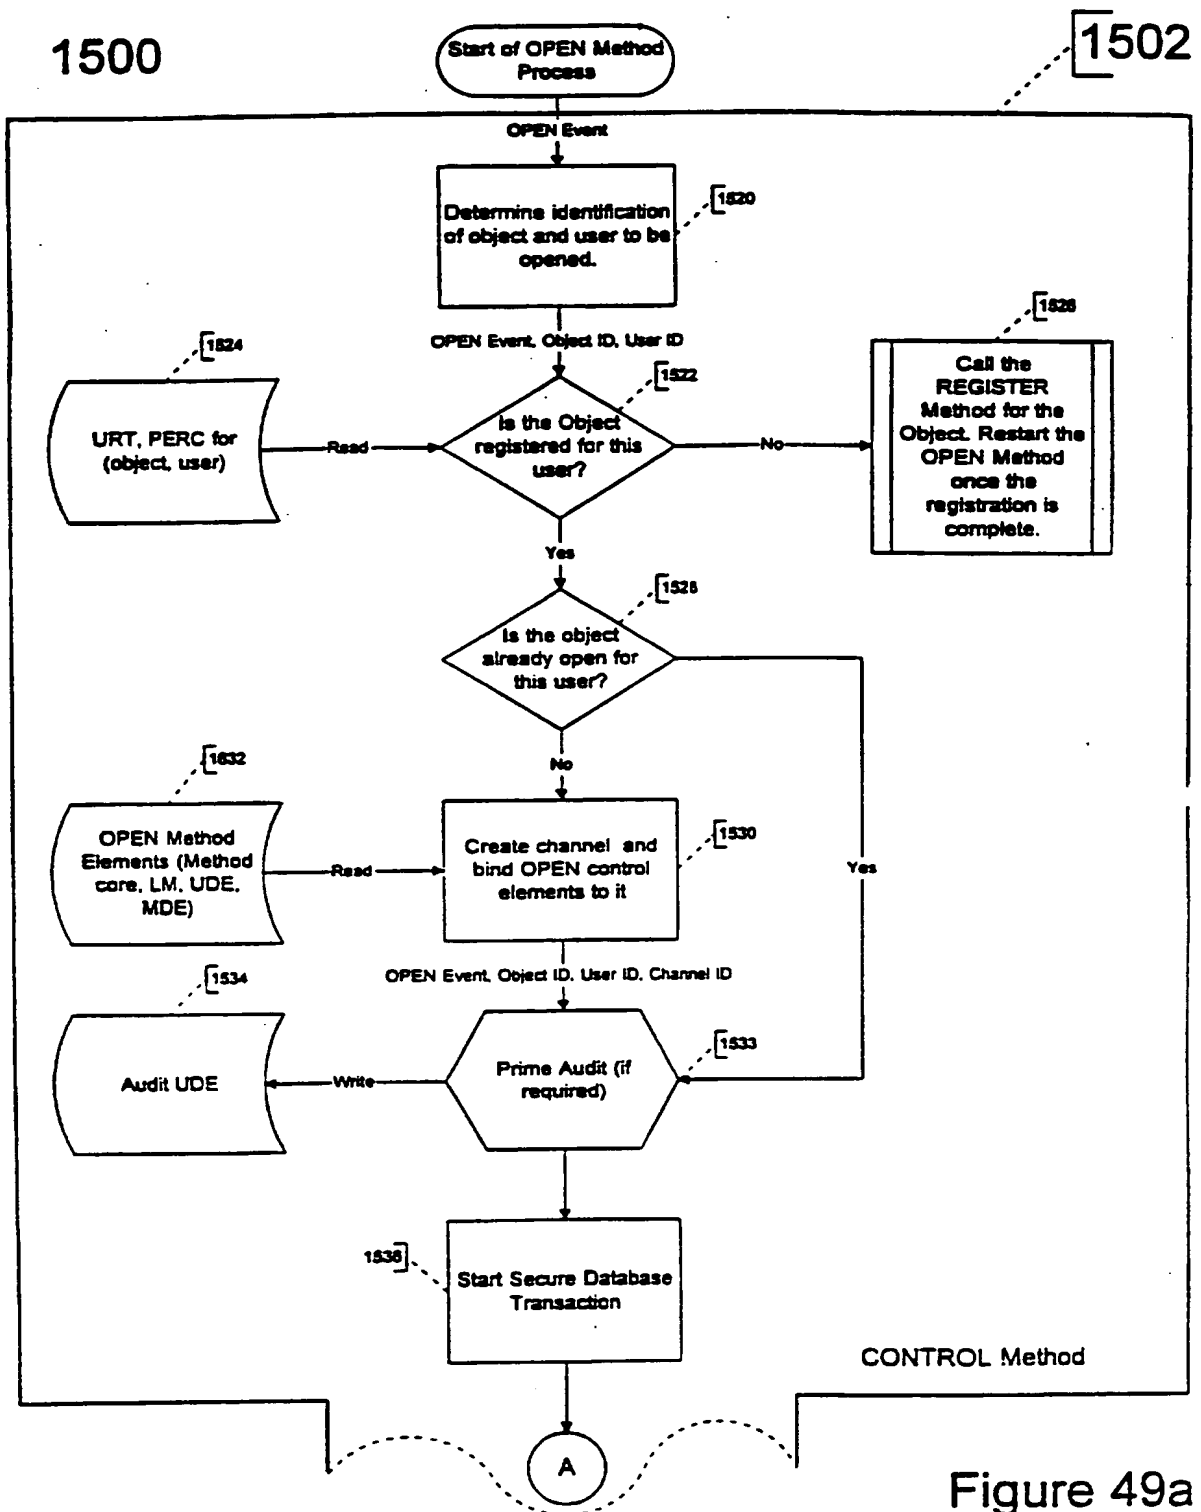 1500
Start of OPEN Method
Process
1502
OPEN Event
1520
Determine identification
of object and user to be
opened.
OPEN Event, Object ID, User ID
1524
1522
1526
URT, PERC for
(object, user)
Read
Is the Object
registered for this
user?
No
Call the
REGISTER
Method for the
Object. Restart the
OPEN Method
once the
registration is
complete.
Yes
1528
Is the object
already open for
this user?
No
1532
OPEN Method
Elements (Method
core, LM, UDE,
MDE)
Read
Create channel and
bind OPEN control
elements to it
1530
Yes
OPEN Event, Object ID, User ID, Channel ID
1534
1533
Audit UDE
Write
Prime Audit (if
required)
1536
Start Secure Database
Transaction
CONTROL Method
A
Figure 49a